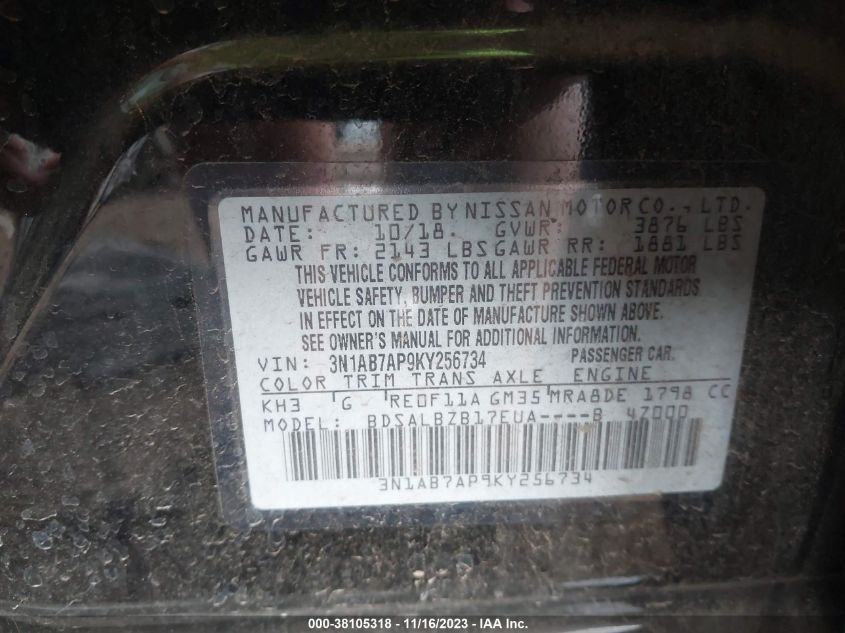 MANUFACTURED BY NISSAN MOTOR CO., LTD.
DATE: 10/18 GVWR: 3876 LBS
GAWR FR: 2143 LBS GAWR RR: 1881 LBS
THIS VEHICLE CONFORMS TO ALL APPLICABLE FEDERAL MOTOR
VEHICLE SAFETY, BUMPER AND THEFT PREVENTION STANDARDS
IN EFFECT ON THE DATE OF MANUFACTURE SHOWN ABOVE.
SEE OWNER'S MANUAL FOR ADDITIONAL INFORMATION.
VIN: 3N1AB7AP9KY256734 PASSENGER CAR
COLOR TRIM TRANS AXLE ENGINE
KH3 G RE0F11A GM35 MRA8DE 1798 CC
MODEL: BDSALBZB17EUA----B 47000
3N1AB7AP9KY256734
000-38105318 - 11/16/2023 - IAA Inc.